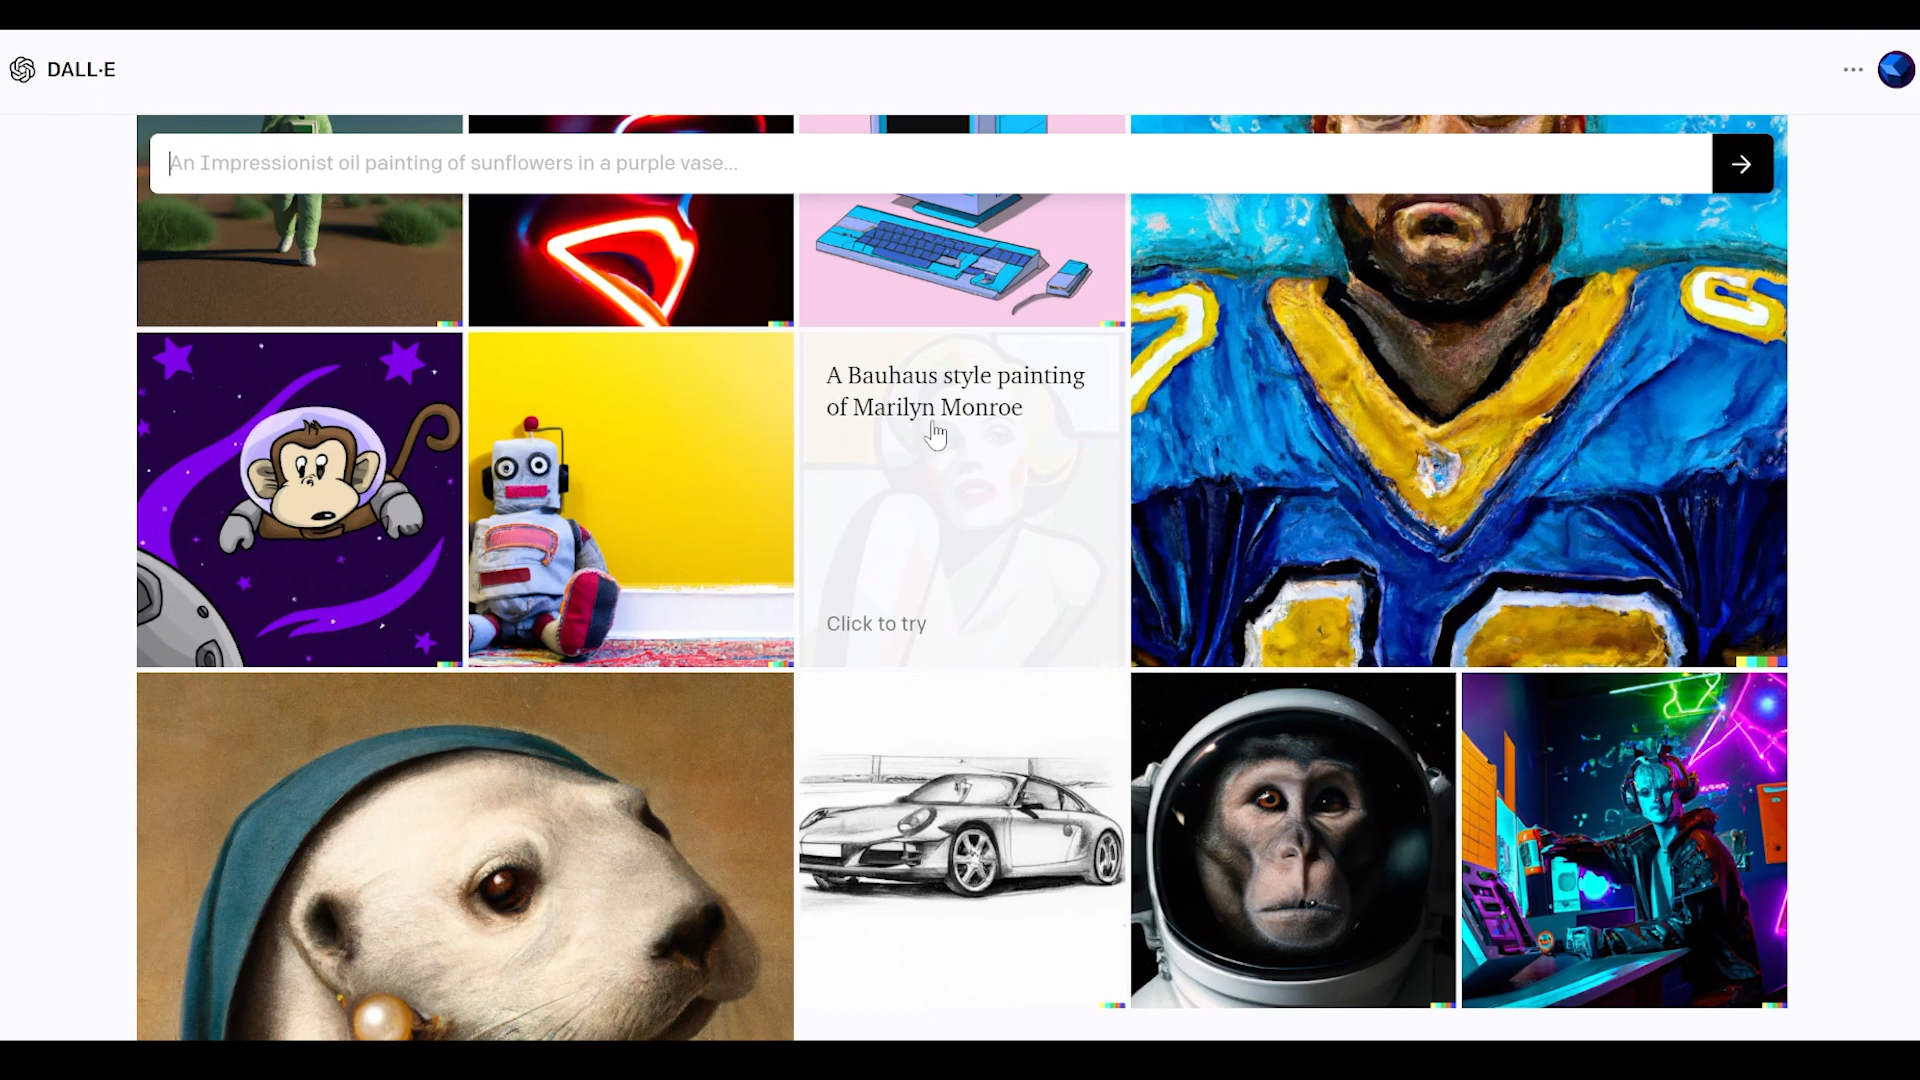 DALL·E
An Impressionist oil painting of sunflowers in a purple vase...
A Bauhaus style painting
of Marilyn Monroe
Click to try